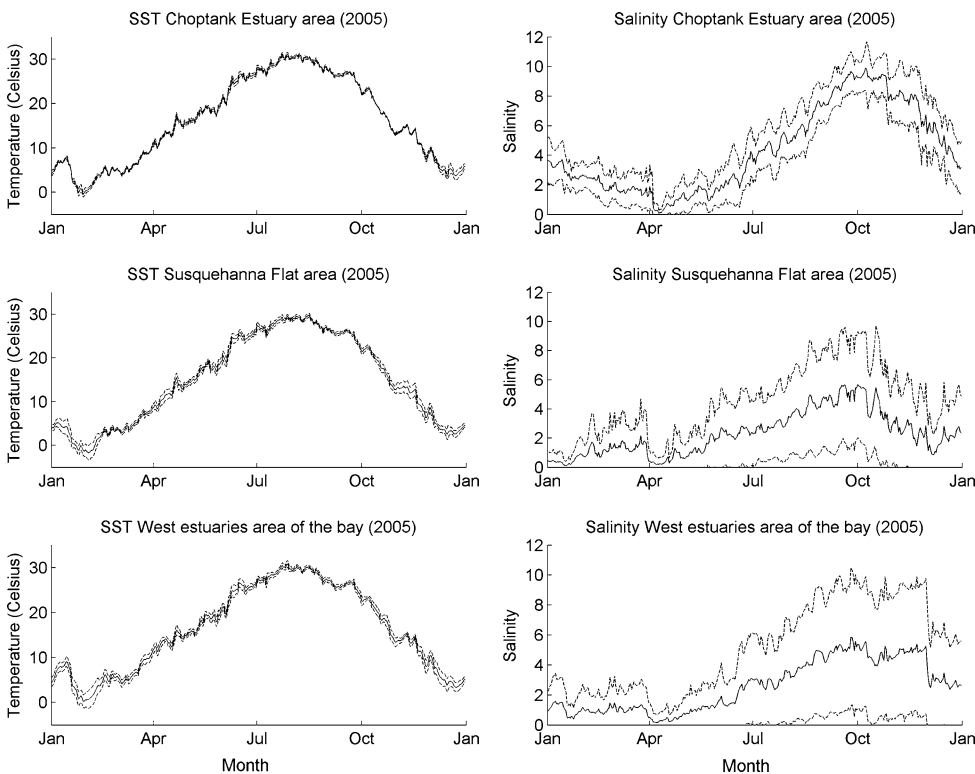 SST Choptank Estuary area (2005)
Temperature (Celsius)
30
20
10
0
Jan Apr Jul Oct Jan
Salinity Choptank Estuary area (2005)
Salinity
12
10
8
6
4
2
0
Jan Apr Jul Oct Jan
SST Susquehanna Flat area (2005)
Temperature (Celsius)
30
20
10
0
Jan Apr Jul Oct Jan
Salinity Susquehanna Flat area (2005)
Salinity
12
10
8
6
4
2
0
Jan Apr Jul Oct Jan
SST West estuaries area of the bay (2005)
Temperature (Celsius)
30
20
10
0
Jan Apr Jul Oct Jan
Month
Salinity West estuaries area of the bay (2005)
Salinity
12
10
8
6
4
2
0
Jan Apr Jul Oct Jan
Month